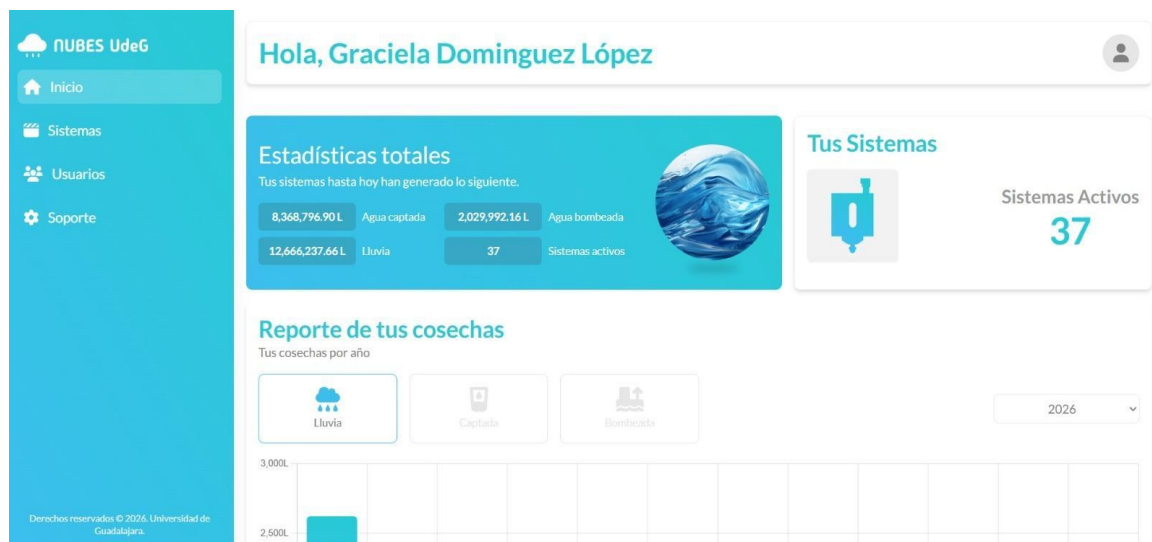 NUBES UdeG
Inicio
Sistemas
Usuarios
Soporte
Derechos reservados © 2026. Universidad de
Guadalajara.
Hola, Graciela Dominguez López
Estadísticas totales
Tus sistemas hasta hoy han generado lo siguiente.
8,368,796.90 L Agua captada 2,029,992.16 L Agua bombeada
12,666,237.66 L Lluvia 37 Sistemas activos
Tus Sistemas
Sistemas Activos
37
Reporte de tus cosechas
Tus cosechas por año
Lluvia Captada Bombeada
2026
3,000L
2,500L